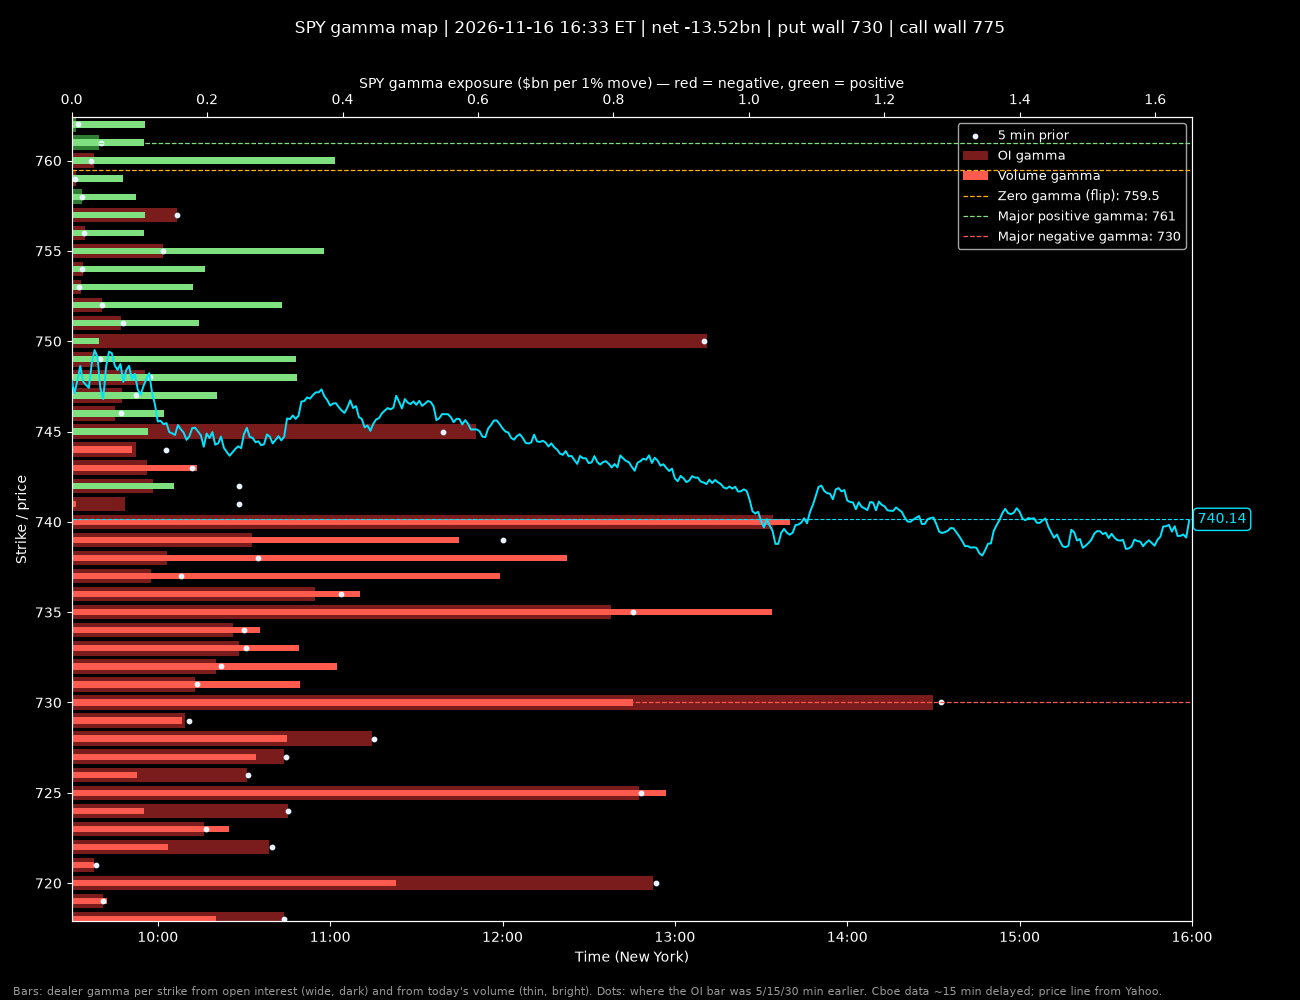 SPY gamma map | 2026-11-16 16:33 ET | net -13.52bn | put wall 730 | call wall 775
SPY gamma exposure ($bn per 1% move) — red = negative, green = positive
0.0 0.2 0.4 0.6 0.8 1.0 1.2 1.4 1.6
5 min prior
OI gamma
Volume gamma
Zero gamma (flip): 759.5
Major positive gamma: 761
Major negative gamma: 730
760
755
750
745
740
735
730
725
720
Strike / price
740.14
10:00 11:00 12:00 13:00 14:00 15:00 16:00
Time (New York)
Bars: dealer gamma per strike from open interest (wide, dark) and from today's volume (thin, bright). Dots: where the OI bar was 5/15/30 min earlier. Cboe data ~15 min delayed; price line from Yahoo.